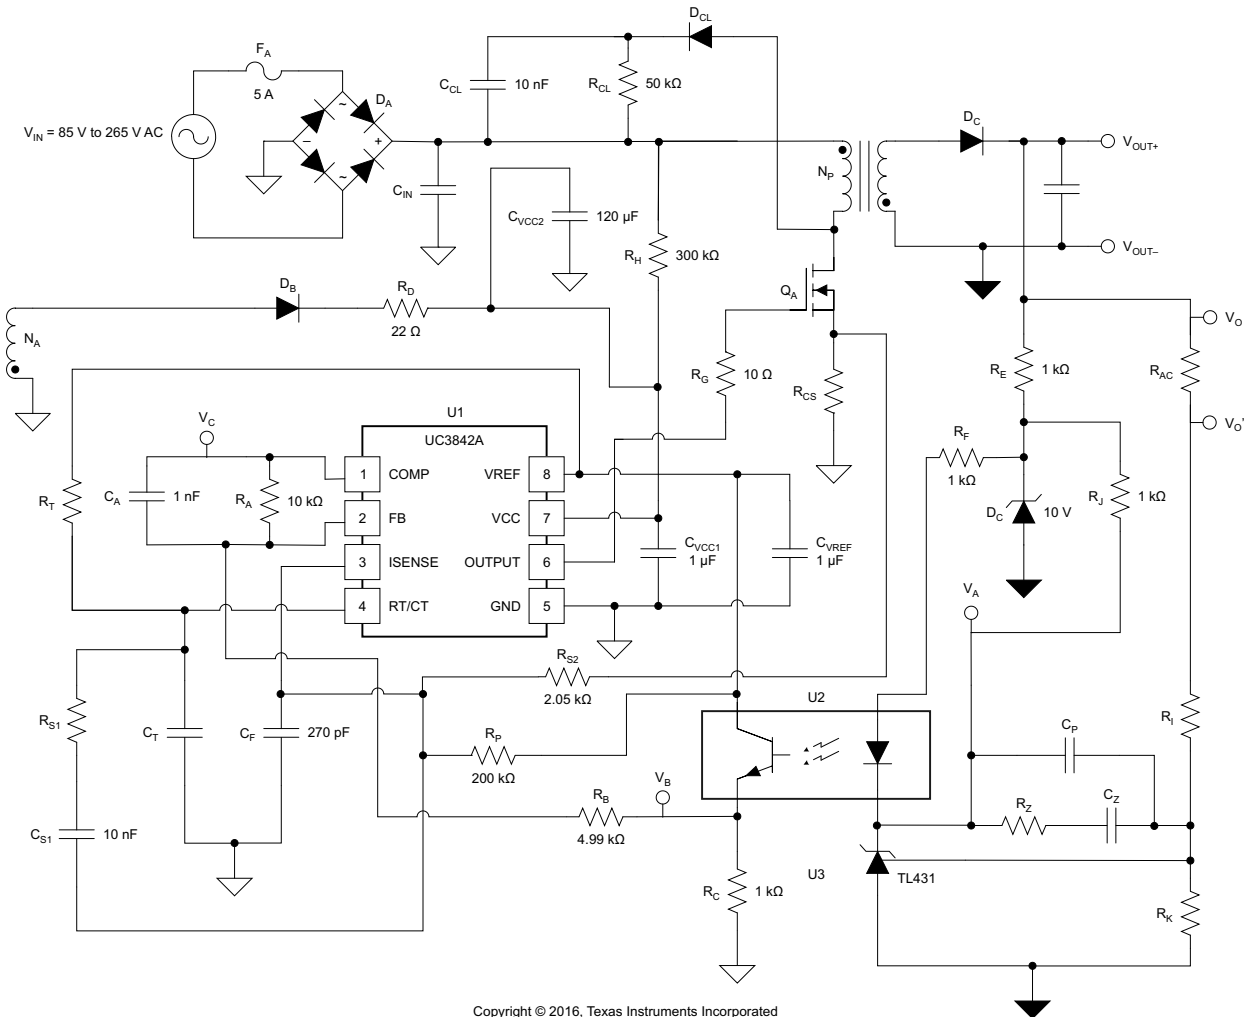 D_CL
F_A
5 A
D_A
~
~
–
+
V_IN = 85 V to 265 V AC
C_CL
10 nF
R_CL
50 kΩ
C_IN
C_VCC2
120 µF
R_H
300 kΩ
N_P
D_C
V_OUT+
V_OUT–
Q_A
D_B
R_D
22 Ω
N_A
R_G
10 Ω
R_CS
R_E
1 kΩ
V_O
R_AC
V_O'
R_F
1 kΩ
D_C
10 V
R_J
1 kΩ
U1
UC3842A
V_C
1
COMP
VREF
8
2
FB
VCC
7
3
ISENSE
OUTPUT
6
4
RT/CT
GND
5
R_T
C_A
1 nF
R_A
10 kΩ
C_VCC1
1 µF
C_VREF
1 µF
V_A
R_S2
2.05 kΩ
U2
R_S1
C_T
C_F
270 pF
R_P
200 kΩ
C_P
R_I
V_B
R_B
4.99 kΩ
R_Z
C_Z
C_S1
10 nF
U3
TL431
R_C
1 kΩ
R_K
Copyright © 2016, Texas Instruments Incorporated